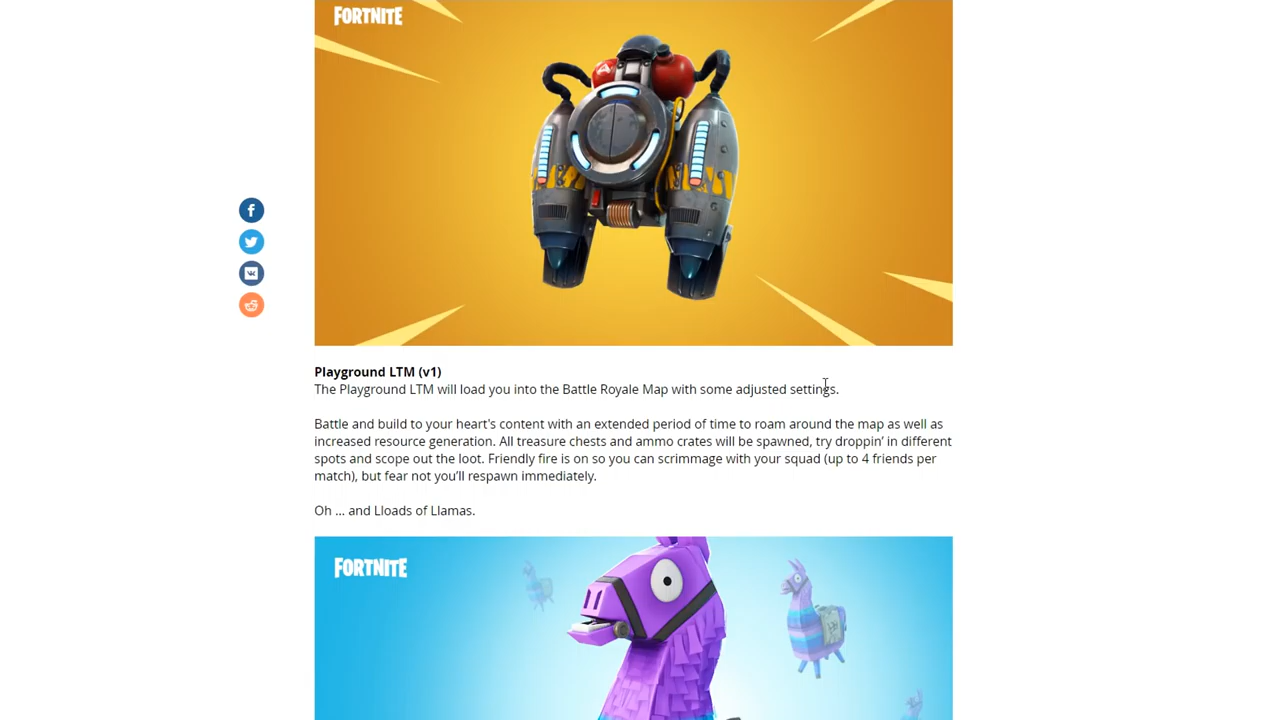 FORTNITE
Playground LTM (v1)
The Playground LTM will load you into the Battle Royale Map with some adjusted settings.
Battle and build to your heart's content with an extended period of time to roam around the map as well as
increased resource generation. All treasure chests and ammo crates will be spawned, try droppin’ in different
spots and scope out the loot. Friendly fire is on so you can scrimmage with your squad (up to 4 friends per
match), but fear not you’ll respawn immediately.
Oh ... and Lloads of Llamas.
FORTNITE